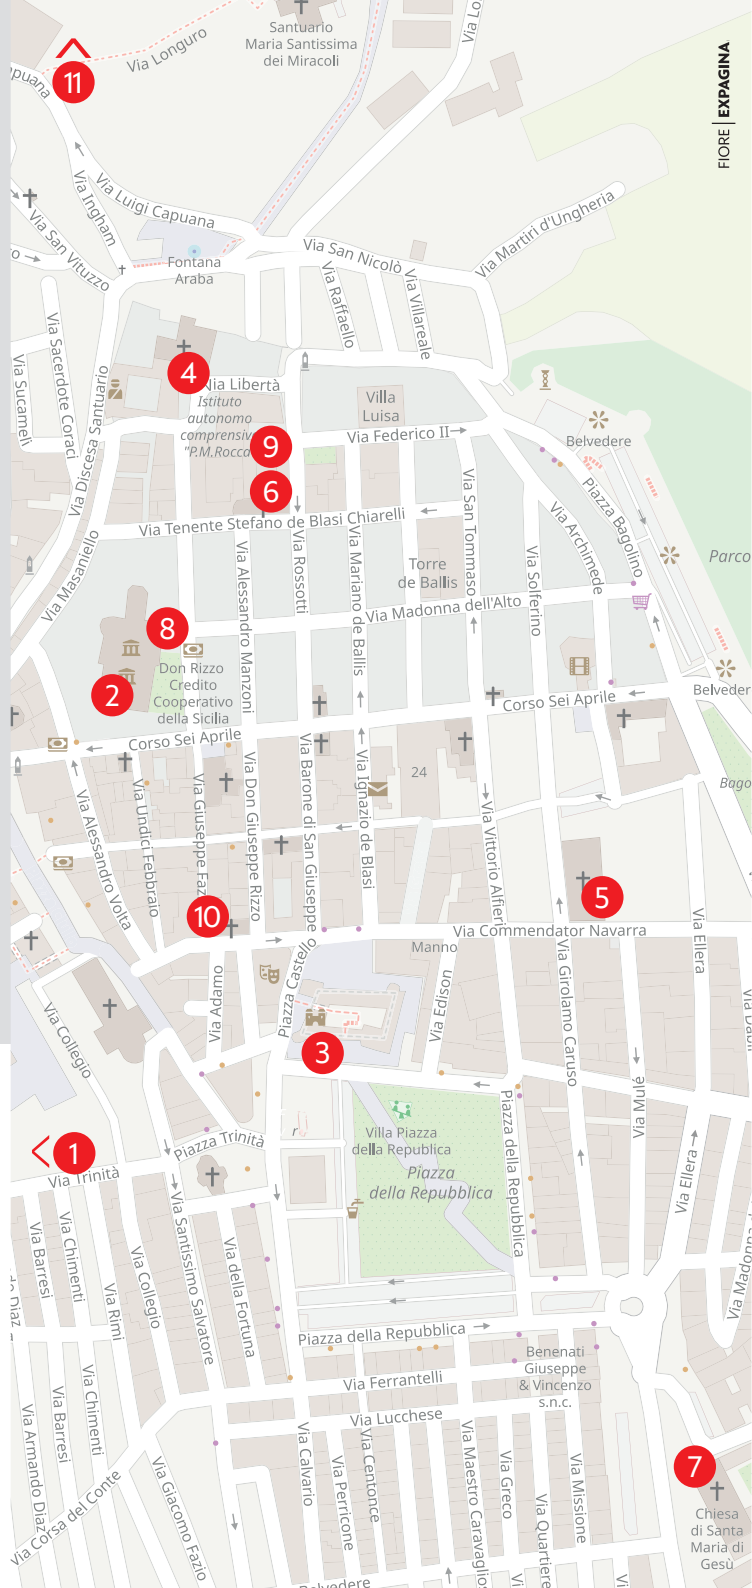 Santuario
Maria Santissima
dei Miracoli
Via Longuro
Via Lo
FIORE | EXPAGINA
apuana
11
Via Luigi Capuana
Via Ingham
Via San Vituzzo
Fontana
Araba
Via San Nicolò
Via Martiri d'Ungheria
Via Raffaello
Via Villareale
Via Sacerdote Coraci
Via Sucameli
Via Discesa Santuario
4
Via Libertà
Istituto
autonomo
comprensiv
"P.M.Rocca
Villa
Luisa
9
Via Federico II
Belvedere
6
Via Tenente Stefano de Blasi Chiarelli
Via San Tommaso
Piazza Bagolino
Via Archimede
Via Masaniello
Via Alessandro Manzoni
Via Rossotti
Via Mariano de Ballis
Torre
de Ballis
Via Solferino
Parco
Via Madonna dell'Alto
8
Don Rizzo
Credito
Cooperativo
della Sicilia
2
Belveder
Corso Sei Aprile
Corso Sei Aprile
24
Bago
Via Alessandro Volta
Via Undici Febbraio
Via Giuseppe Faz
Via Don Giuseppe Rizzo
Via Barone di San Giuseppe
Via Ignazio de Blasi
Via Vittorio Alfieri
5
10
Via Commendator Navarra
Via Ellera
Manno
Via Adamo
Piazza Castello
Via Edison
Via Girolamo Caruso
Via Collegio
3
Via Mulè
1
Via Trinità
Piazza Trinità
Villa Piazza
della Repubblica
Piazza
della Repubblica
Piazza della Repubblica
Via Ellera
Via Madonna
Via Barresi
Via Chimenti
Via Rimi
Via Collegio
Via Santissimo Salvatore
Via della Fortuna
o Diaz
Piazza della Repubblica
Benenati
Giuseppe
& Vincenzo
s.n.c.
Via Ferrantelli
Via Lucchese
Via Armando Diaz
Via Barresi
Via Chimenti
Via Corsa del Conte
Via Giacomo Fazio
Via Calvario
Via Perricone
Via Centonce
Via Maestro Caravaglios
Via Greco
Via Quartiere
Via Missione
7
Chiesa
di Santa
Maria di
Gesù
Belvedere